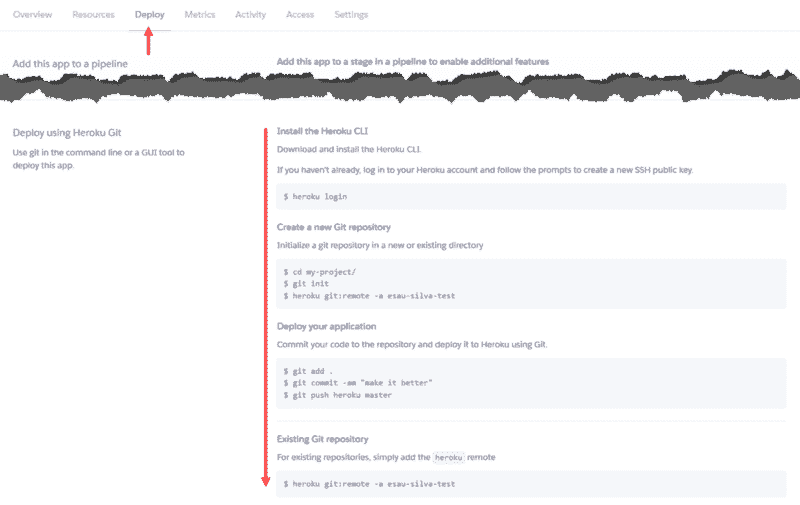 Overview Resources Deploy Metrics Activity Access Settings
Add this app to a pipeline
Add this app to a stage in a pipeline to enable additional features
Deploy using Heroku Git
Use git in the command line or a GUI tool to
deploy this app.
Install the Heroku CLI
Download and install the Heroku CLI.
If you haven't already, log in to your Heroku account and follow the prompts to create a new SSH public key.
$ heroku login
Create a new Git repository
Initialize a git repository in a new or existing directory
$ cd my-project/
$ git init
$ heroku git:remote -a esau-silva-test
Deploy your application
Commit your code to the repository and deploy it to Heroku using Git.
$ git add .
$ git commit -am "make it better"
$ git push heroku master
Existing Git repository
For existing repositories, simply add the heroku remote
$ heroku git:remote -a esau-silva-test